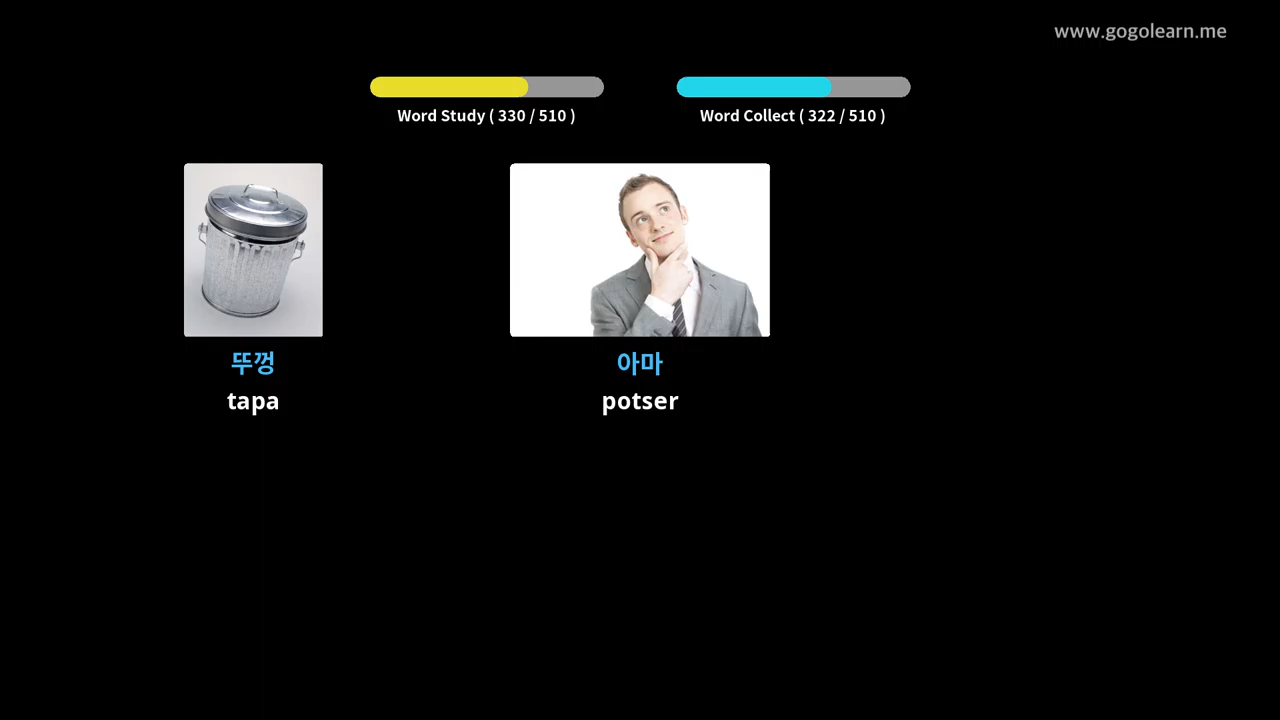 www.gogolearn.me
Word Study ( 330 / 510 )
Word Collect ( 322 / 510 )
뚜껑
tapa
아마
potser